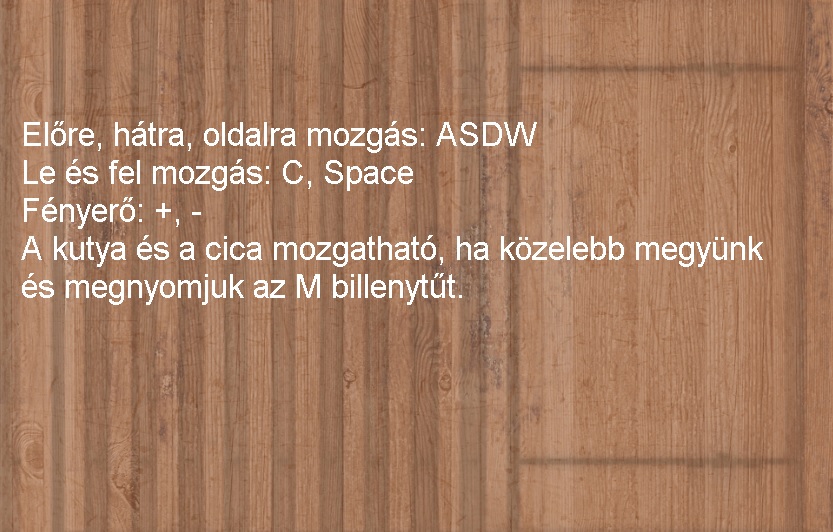 Előre, hátra, oldalra mozgás: ASDW
Le és fel mozgás: C, Space
Fényerő: +, -
A kutya és a cica mozgatható, ha közelebb megyünk
és megnyomjuk az M billenytűt.